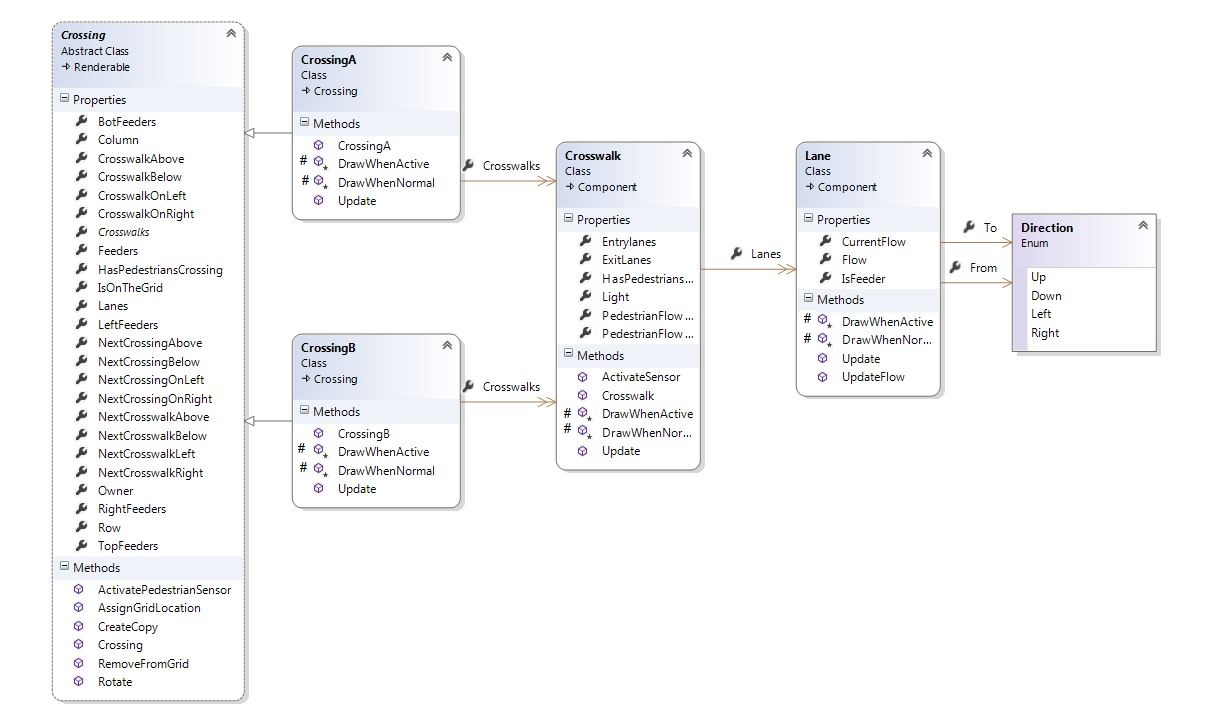 Crossing
Abstract Class
Renderable
Properties
BotFeeders
Column
CrosswalkAbove
CrosswalkBelow
CrosswalkOnLeft
CrosswalkOnRight
Crosswalks
Feeders
HasPedestriansCrossing
IsOnTheGrid
Lanes
LeftFeeders
NextCrossingAbove
NextCrossingBelow
NextCrossingOnLeft
NextCrossingOnRight
NextCrosswalkAbove
NextCrosswalkBelow
NextCrosswalkLeft
NextCrosswalkRight
Owner
RightFeeders
Row
TopFeeders
Methods
ActivatePedestrianSensor
AssignGridLocation
CreateCopy
Crossing
RemoveFromGrid
Rotate
CrossingA
Class
Crossing
Methods
CrossingA
# DrawWhenActive
# DrawWhenNormal
Update
Crosswalks
CrossingB
Class
Crossing
Methods
CrossingB
# DrawWhenActive
# DrawWhenNormal
Update
Crosswalks
Crosswalk
Class
Component
Properties
Entrylanes
ExitLanes
HasPedestrians...
Light
PedestrianFlow ...
PedestrianFlow ...
Methods
ActivateSensor
Crosswalk
# DrawWhenActive
# DrawWhenNor...
Update
Lanes
Lane
Class
Component
Properties
CurrentFlow
Flow
IsFeeder
Methods
# DrawWhenActive
# DrawWhenNor...
Update
UpdateFlow
To
From
Direction
Enum
Up
Down
Left
Right